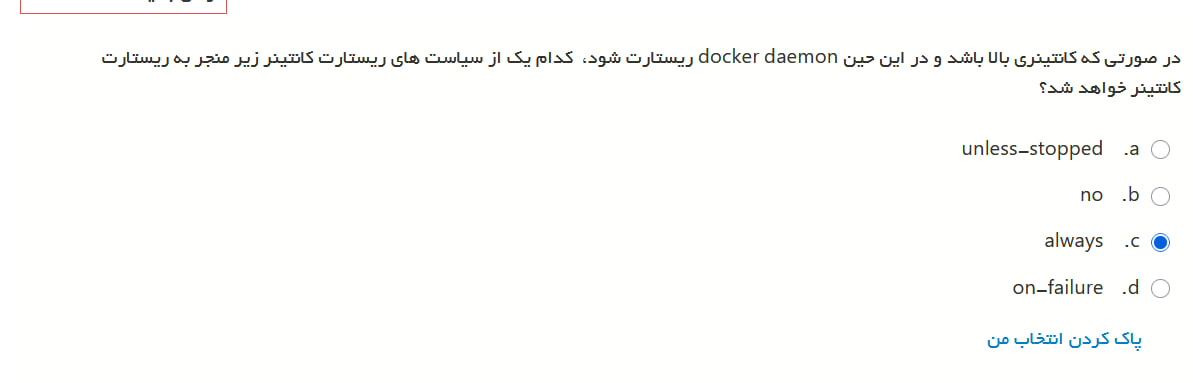 در صورتی که کانتینری بالا باشد و در این حین docker daemon ریستارت شود، کدام یک از سیاست های ریستارت کانتینر زیر منجر به ریستارت
کانتینر خواهد شد؟
a. unless-stopped
b. no
c. always
d. on-failure
پاک کردن انتخاب من